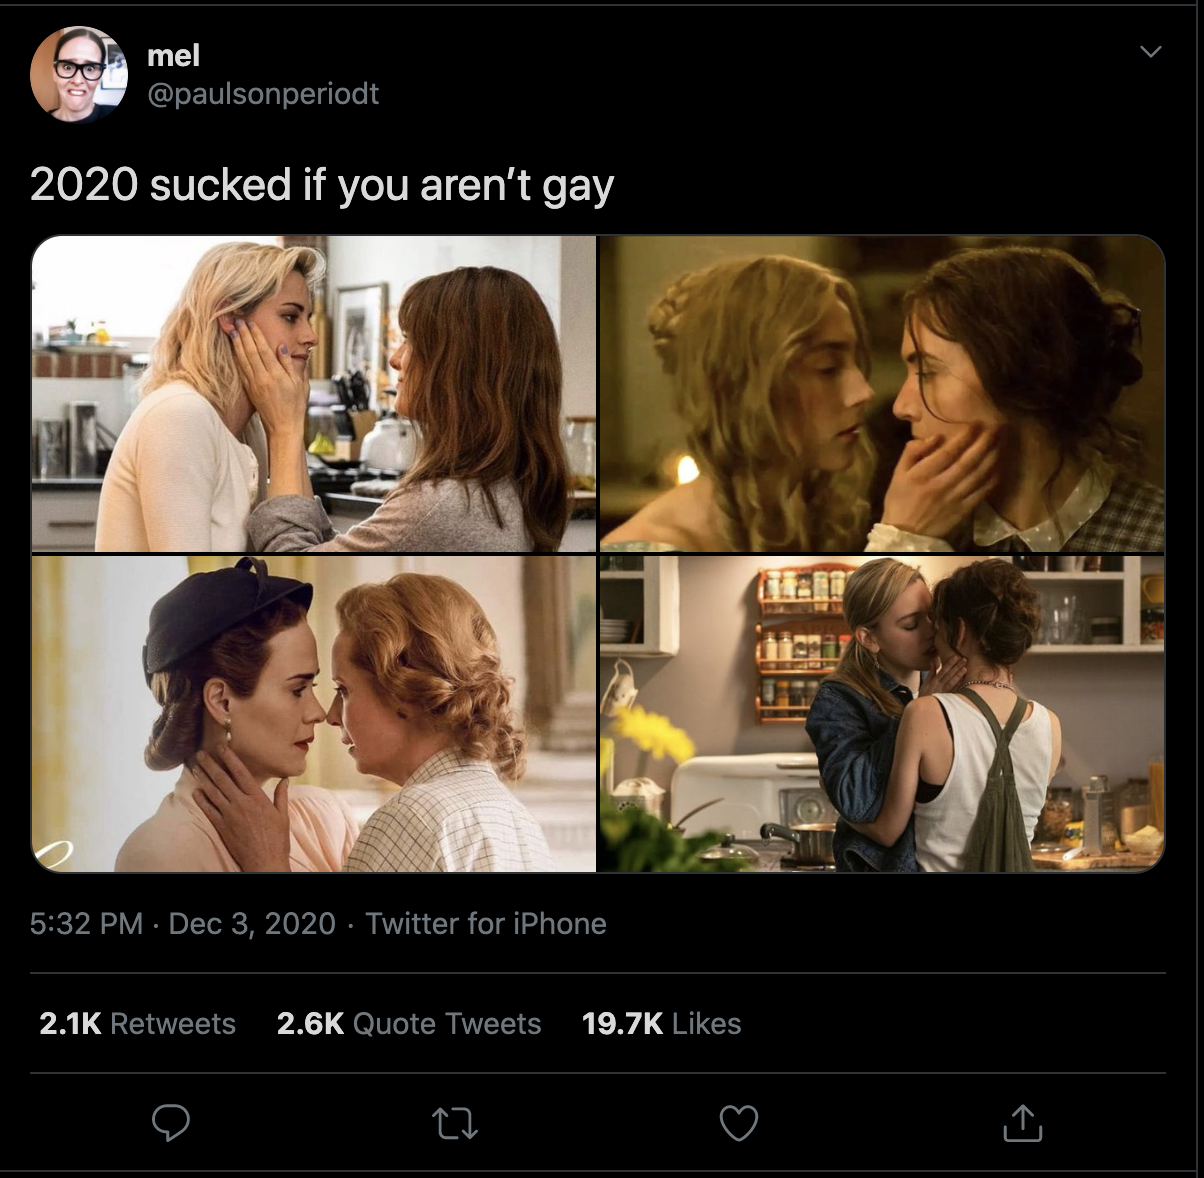 mel
@paulsonperiodt
2020 sucked if you aren’t gay
5:32 PM · Dec 3, 2020 · Twitter for iPhone
2.1K Retweets 2.6K Quote Tweets 19.7K Likes